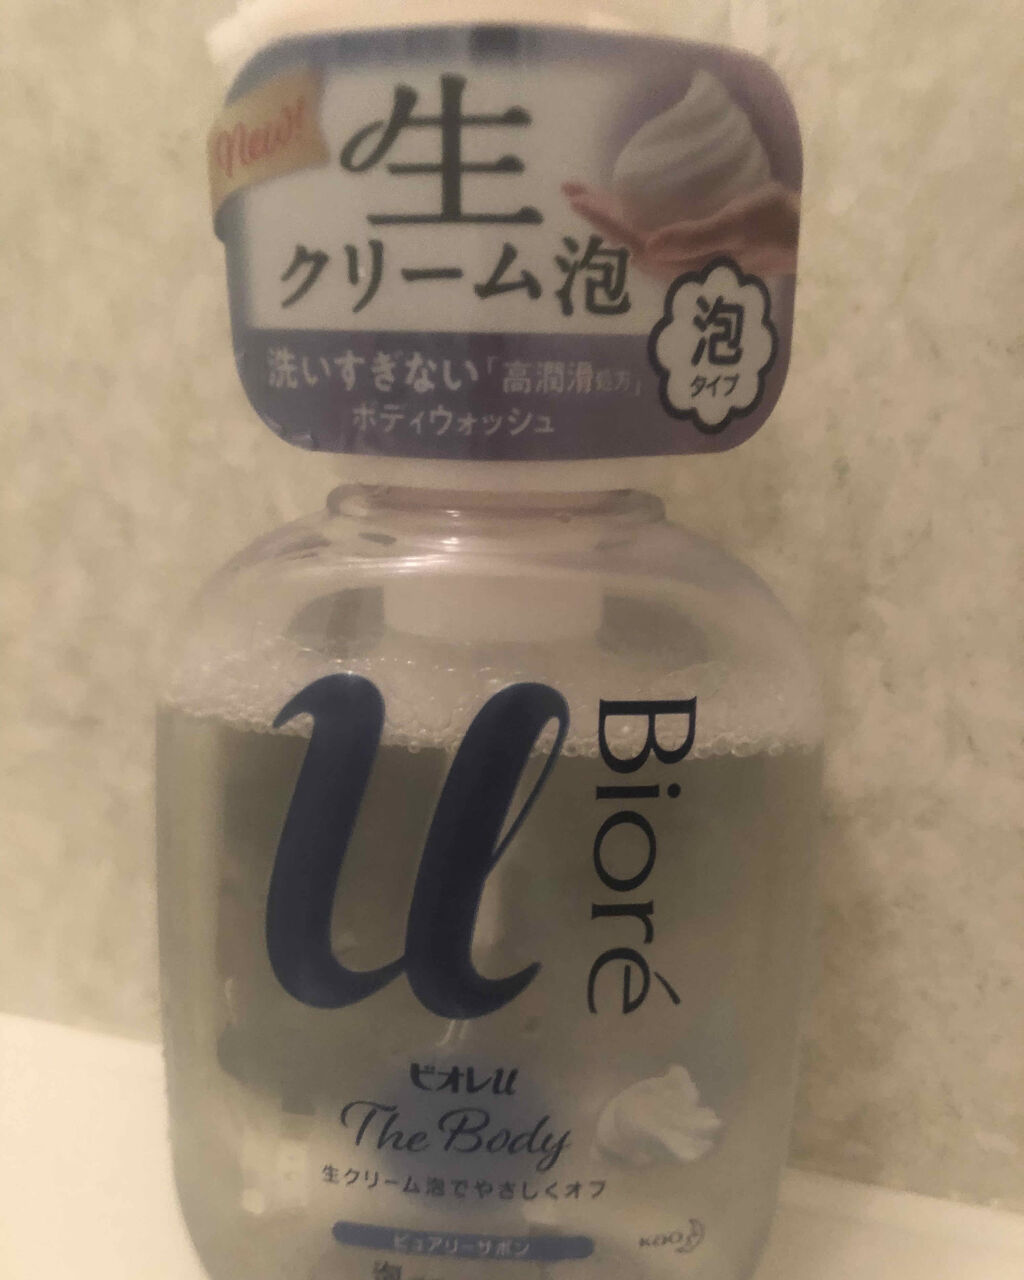 New!
生
クリーム泡
泡
タイプ
洗いすぎない「高潤滑処方」
ボディウォッシュ
u
Bioré
ビオレu
The Body
生クリーム泡でやさしくオフ
ピュアリーサボンの香り
Kao